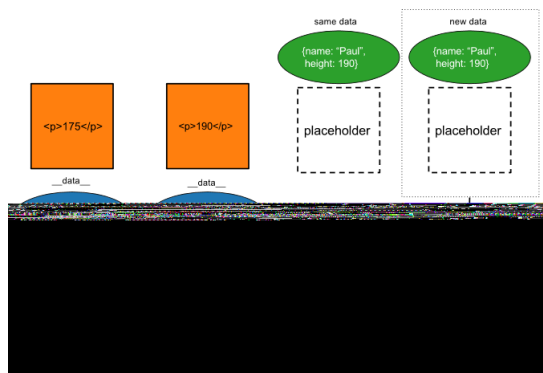 same data
new data
{name: “Paul”,
height: 190}
{name: “Paul”,
height: 190}
<p>175</p>
<p>190</p>
placeholder
placeholder
__data__
__data__